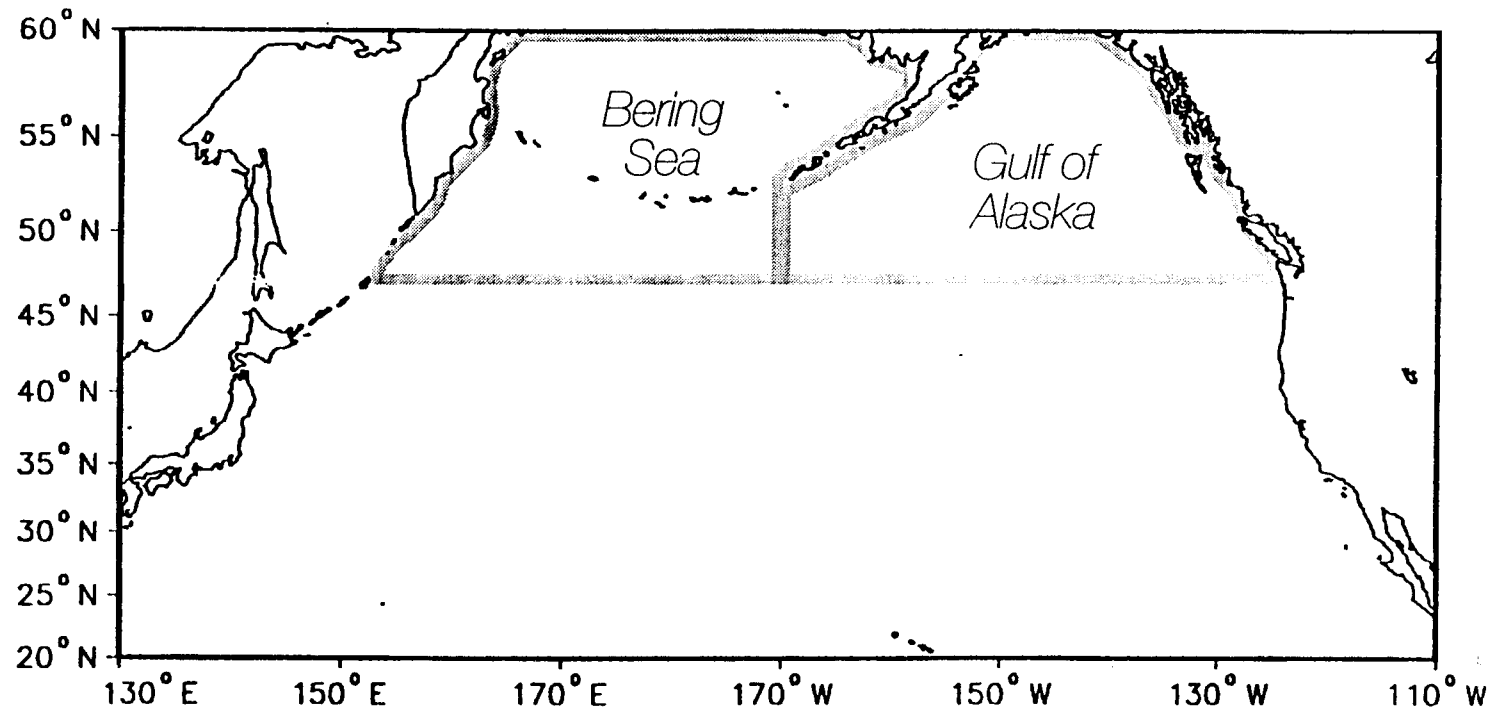 60° N
55° N
50° N
45° N
40° N
35° N
30° N
25° N
20° N
Bering
Sea
Gulf of
Alaska
130° E
150° E
170° E
170° W
150° W
130° W
110° W